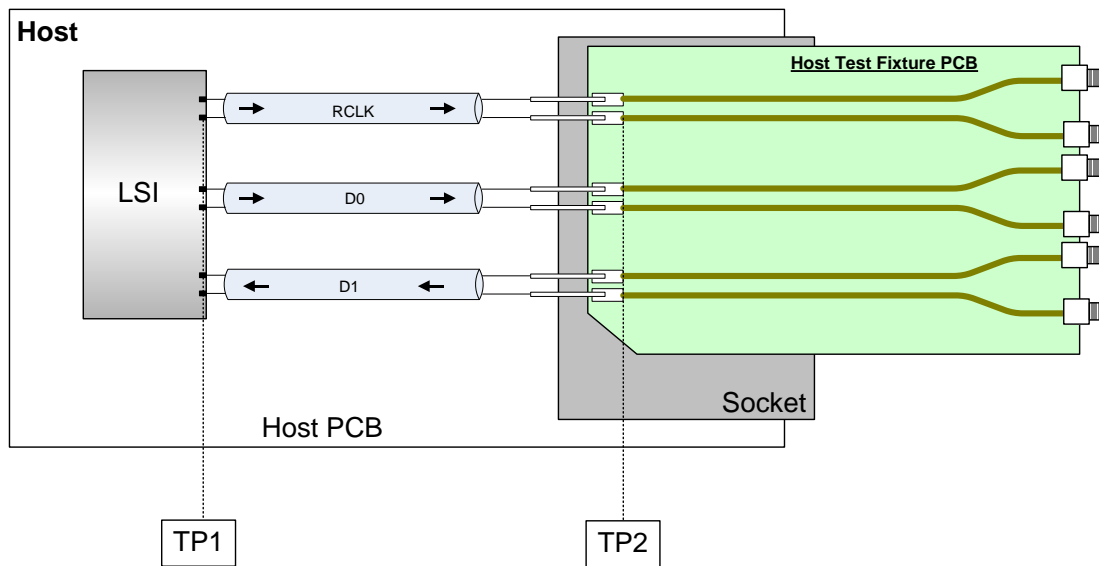 Host
Host Test Fixture PCB
RCLK
LSI
D0
D1
Socket
Host PCB
TP1
TP2